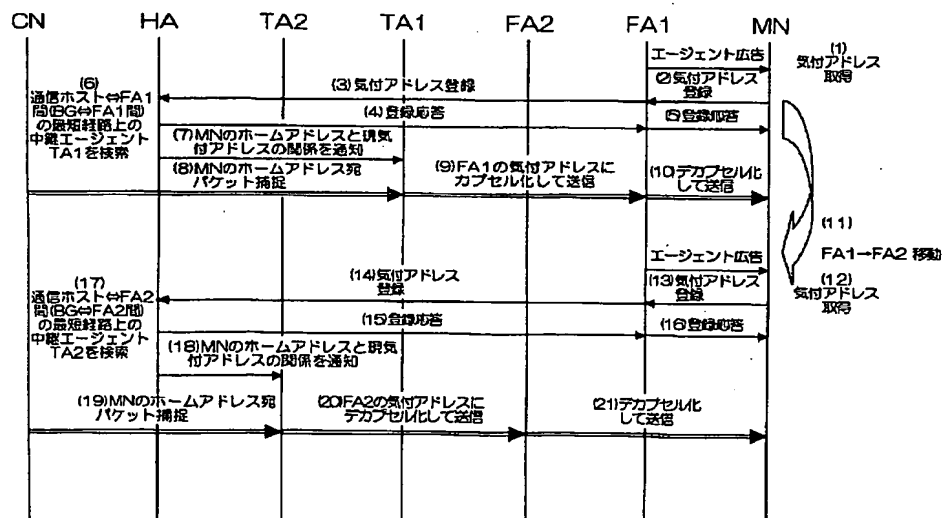 CN HA TA2 TA1 FA2 FA1 MN
エージェント広告
(1)
気付アドレス
取得
(2)気付アドレス
登録
(3)気付アドレス登録
(4)登録応答
(5)登録応答
(6)
通信ホスト⇔FA1
間(BG⇔FA1間)
の最短経路上の
中継エージェント
TA1を検索
(7)MNのホームアドレスと現気
付アドレスの関係を通知
(8)MNのホームアドレス宛
パケット捕捉
(9)FA1の気付アドレスに
カプセル化して送信
(10)デカプセル化
して送信
(11)
FA1→FA2 移動
エージェント広告
(12)
気付アドレス
取得
(13)気付アドレス
登録
(14)気付アドレス
登録
(15)登録応答
(16)登録応答
(17)
通信ホスト⇔FA2
間(BG⇔FA2間)
の最短経路上の
中継エージェント
TA2を検索
(18)MNのホームアドレスと現気
付アドレスの関係を通知
(19)MNのホームアドレス宛
パケット捕捉
(20)FA2の気付アドレスに
デカプセル化して送信
(21)デカプセル化
して送信